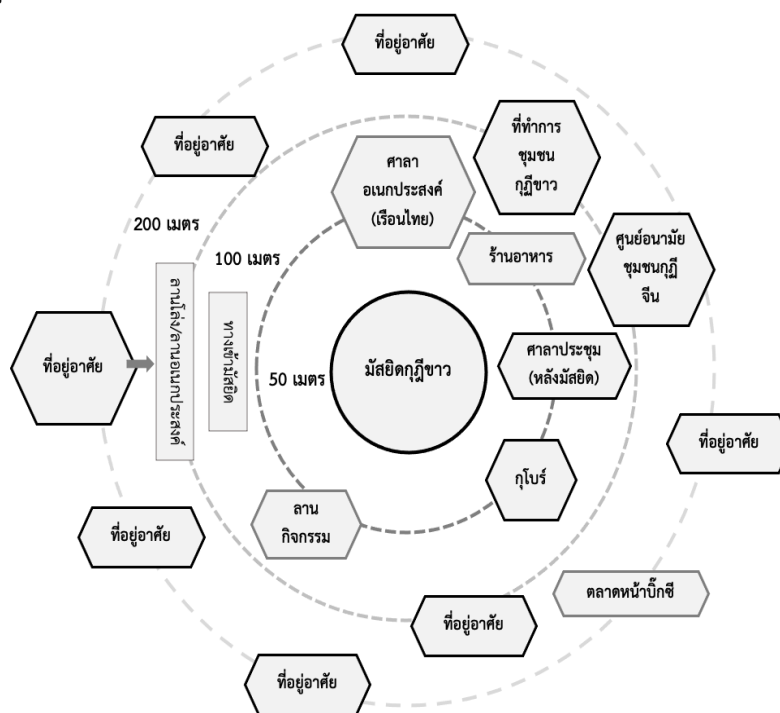 ที่อยู่อาศัย
ที่อยู่อาศัย
ที่ทำการ
ชุมชน
กุฎีขาว
ศาลา
อเนกประสงค์
(เรือนไทย)
200 เมตร
100 เมตร
ร้านอาหาร
ศูนย์อนามัย
ชุมชนกุฎี
จีน
ที่อยู่อาศัย
ลานโล่ง/ลานอเนกประสงค์
ทางเข้ามัสยิด
50 เมตร
มัสยิดกุฎีขาว
ศาลาประชุม
(หลังมัสยิด)
ที่อยู่อาศัย
กุโบร์
ลาน
กิจกรรม
ที่อยู่อาศัย
ตลาดหน้าบิ๊กซี
ที่อยู่อาศัย
ที่อยู่อาศัย